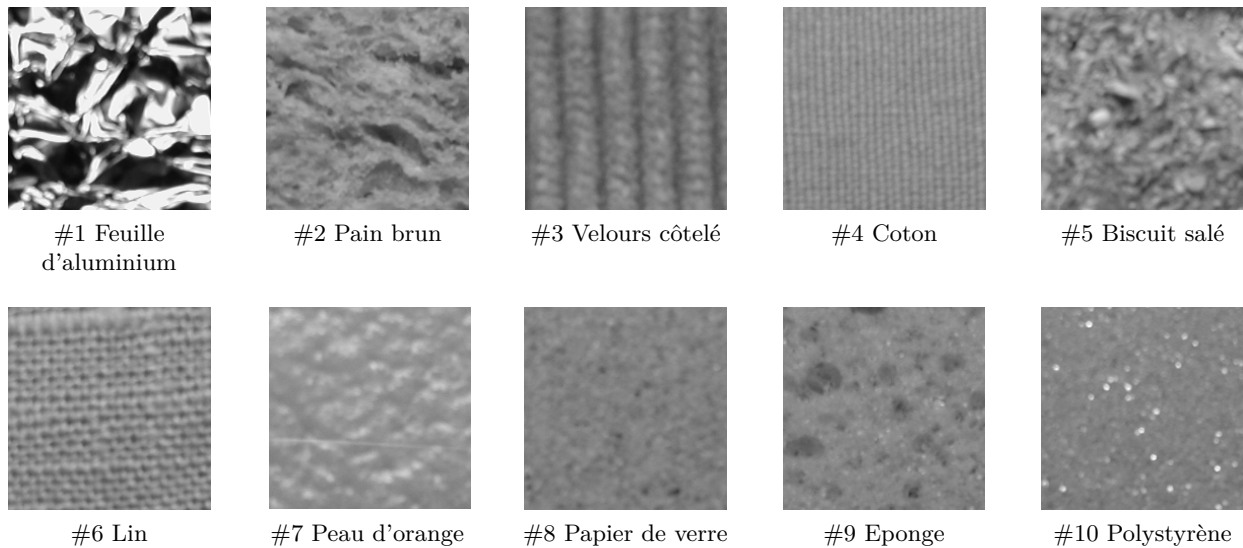 #1 Feuille
d'aluminium
#2 Pain brun
#3 Velours côtelé
#4 Coton
#5 Biscuit salé
#6 Lin
#7 Peau d'orange
#8 Papier de verre
#9 Eponge
#10 Polystyrène